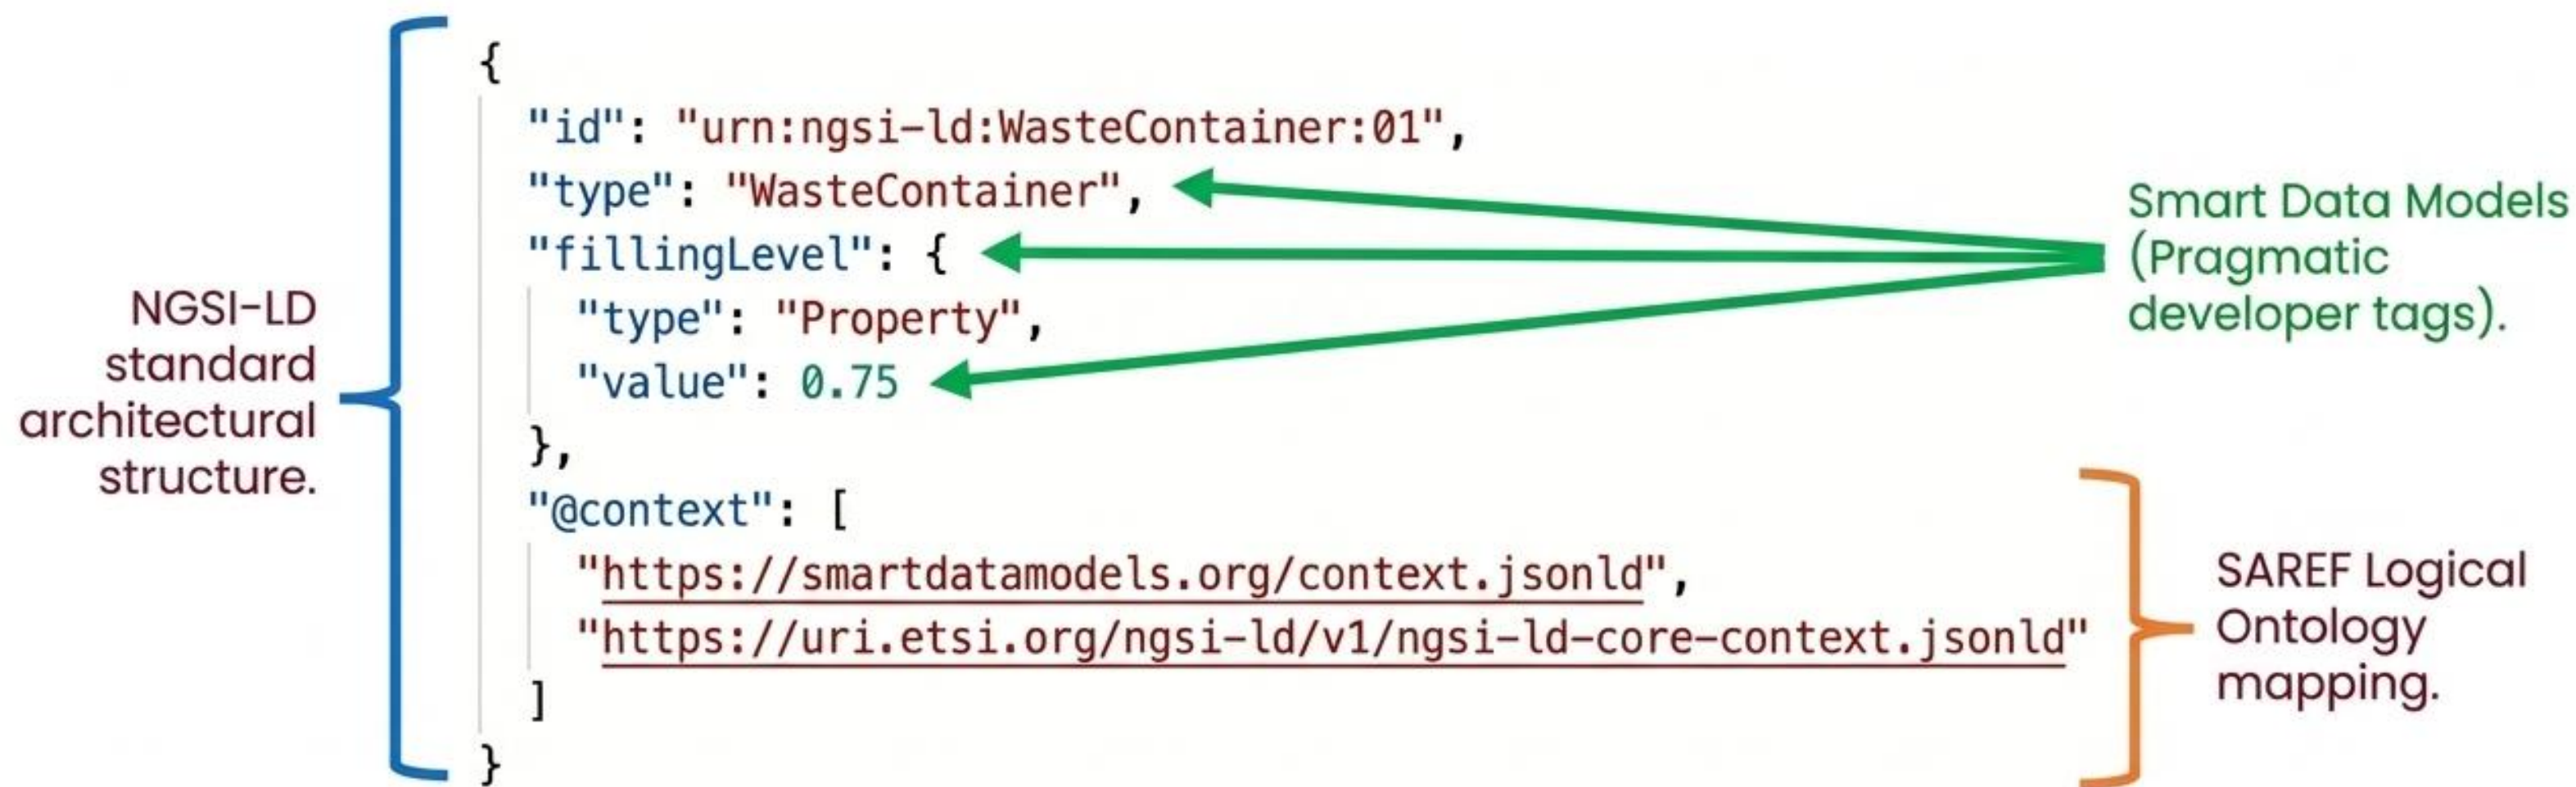 NGSI-LD
standard
architectural
structure.
{
"id": "urn:ngsi-ld:WasteContainer:01",
"type": "WasteContainer",
"fillingLevel": {
"type": "Property",
"value": 0.75
},
"@context": [
"https://smartdatamodels.org/context.jsonld",
"https://uri.etsi.org/ngsi-ld/v1/ngsi-ld-core-context.jsonld"
]
}
Smart Data Models
(Pragmatic
developer tags).
SAREF Logical
Ontology
mapping.